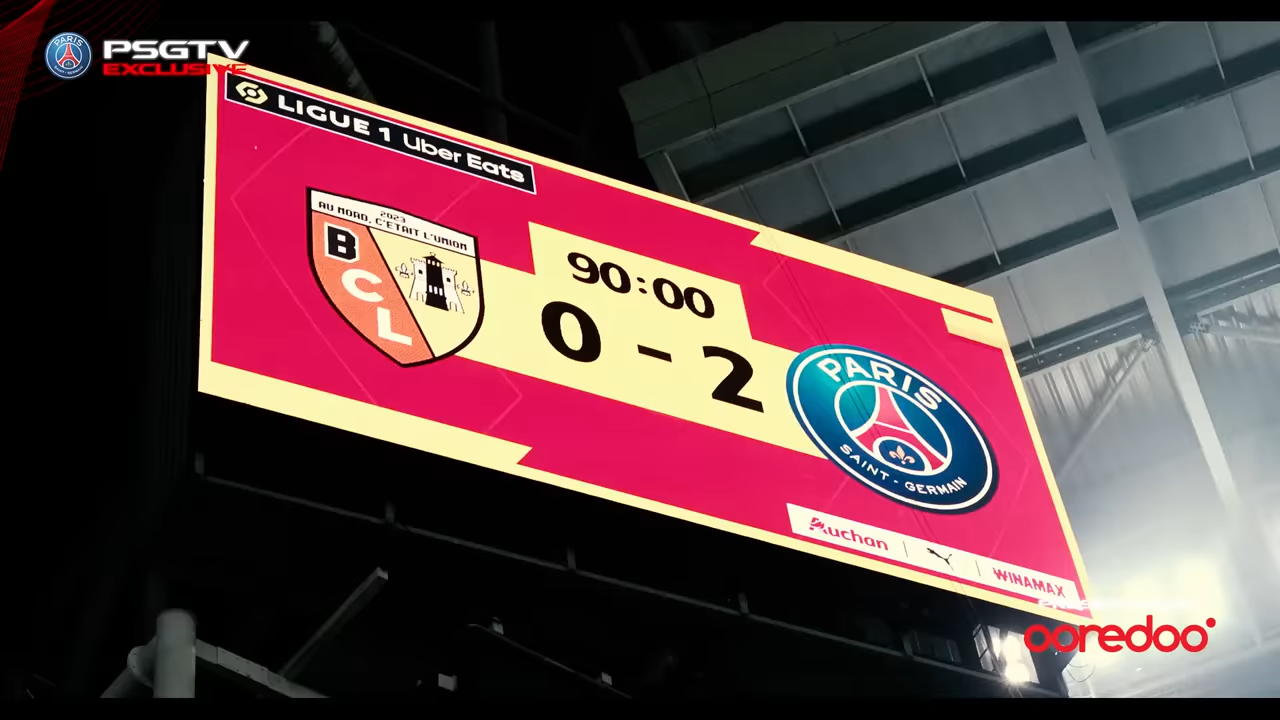 PSGTV
EXCLUSIVE
LIGUE 1 Uber Eats
2023
AU NORD, C'ÉTAIT L'UNION
B
C
L
90:00
0 - 2
PARIS
SAINT - GERMAIN
Auchan
WINAMAX
ooredoo